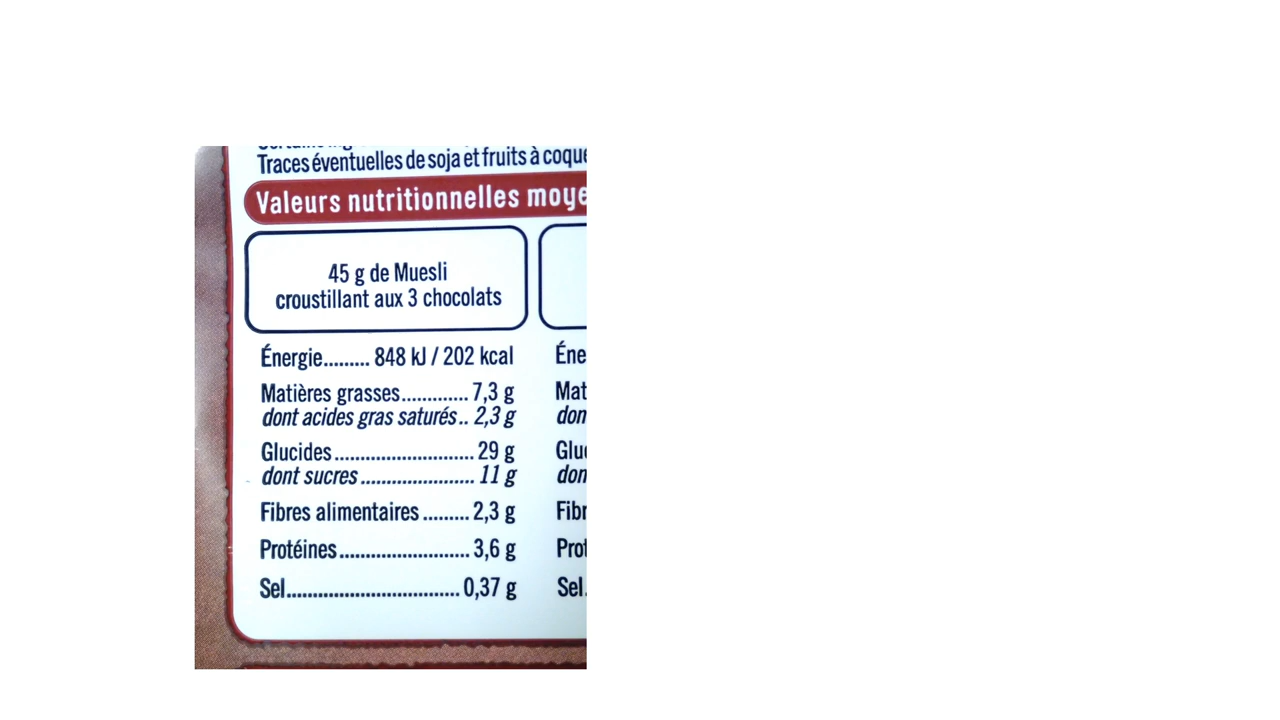 Traces éventuelles de soja et fruits à
Valeurs nutritionnelles
45 g de Muesli
croustillant aux 3 chocolats
Énergie......... 848 kJ / 202 kcal
Matières grasses............. 7,3 g
dont acides gras saturés.. 2,3 g
Glucides........................... 29 g
dont sucres...................... 11 g
Fibres alimentaires......... 2,3 g
Protéines......................... 3,6 g
Sel.................................. 0,37 g
Sel.